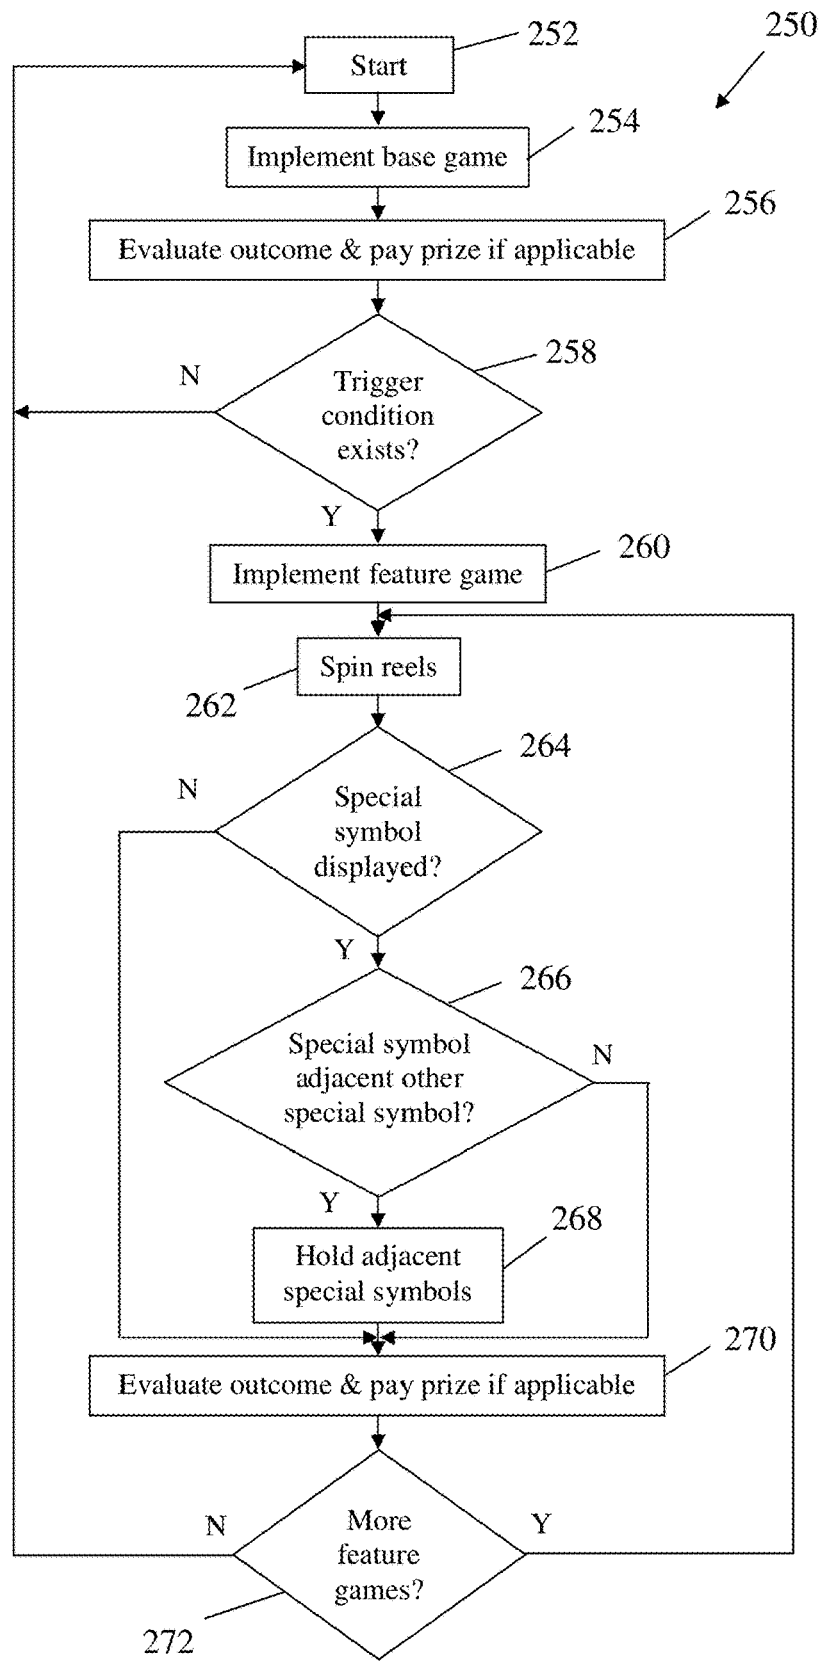 250
252
Start
254
Implement base game
256
Evaluate outcome & pay prize if applicable
258
N
Trigger
condition
exists?
Y
260
Implement feature game
Spin reels
262
264
N
Special
symbol
displayed?
Y
266
Special symbol
adjacent other
special symbol?
N
Y
268
Hold adjacent
special symbols
270
Evaluate outcome & pay prize if applicable
N
More
feature
games?
Y
272